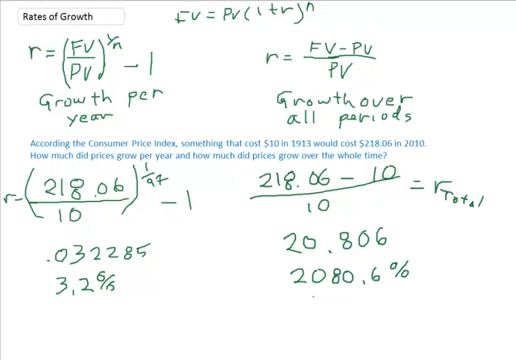 Rates of Growth
FV = PV(1+r)^n
r = (FV/PV)^(1/n) - 1
Growth per
year
r = (FV - PV)/PV
Growth over
all periods
According to the Consumer Price Index, something that cost $10 in 1913 would cost $218.06 in 2010.
How much did prices grow per year and how much did prices grow over the whole time?
r = (218.06/10)^(1/97) - 1
.032285
3.2%
(218.06 - 10)/10 = r Total
20.806
2080.6%